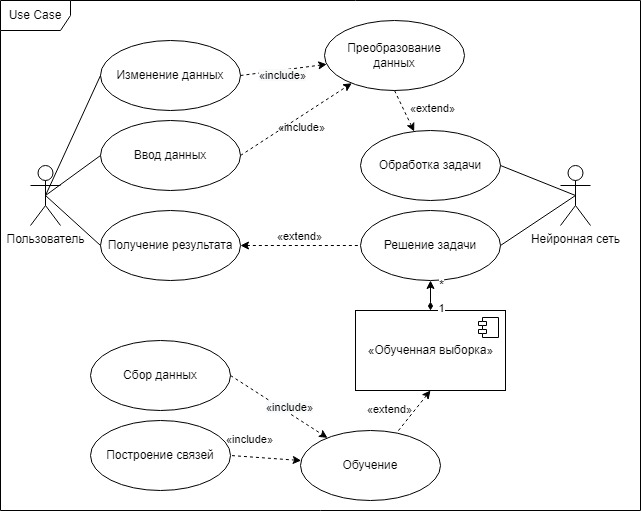 Use Case
Преобразование
данных
Изменение данных
«include»
«extend»
«include»
Ввод данных
Обработка задачи
Пользователь
Нейронная сеть
Получение результата
«extend»
Решение задачи
*
1
«Обученная выборка»
Сбор данных
«include»
«extend»
Построение связей
«include»
Обучение